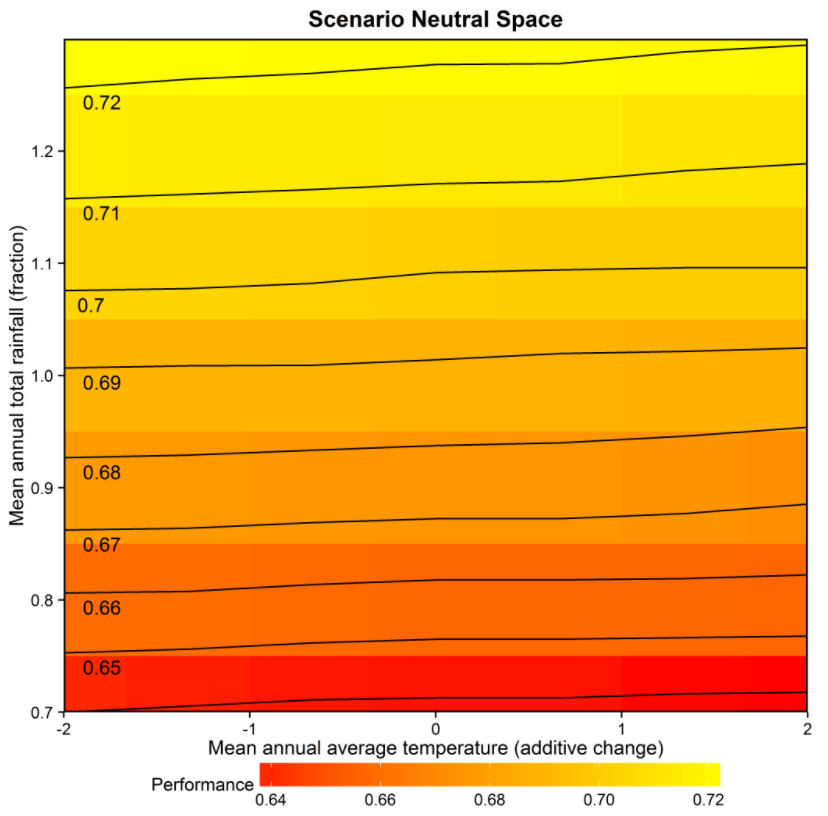 Scenario Neutral Space
Mean annual total rainfall (fraction)
1.2
1.1
1.0
0.9
0.8
0.7
0.72
0.71
0.7
0.69
0.68
0.67
0.66
0.65
-2 -1 0 1 2
Mean annual average temperature (additive change)
Performance
0.64 0.66 0.68 0.70 0.72